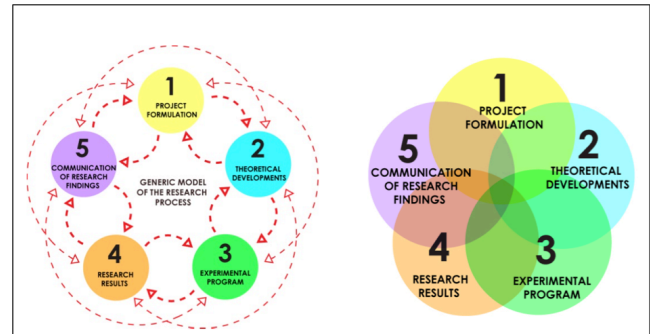 1
PROJECT
FORMULATION
2
THEORETICAL
DEVELOPMENTS
3
EXPERIMENTAL
PROGRAM
4
RESEARCH
RESULTS
5
COMMUNICATION
OF RESEARCH
FINDINGS
GENERIC MODEL
OF THE RESEARCH
PROCESS
1
PROJECT
FORMULATION
2
THEORETICAL
DEVELOPMENTS
3
EXPERIMENTAL
PROGRAM
4
RESEARCH
RESULTS
5
COMMUNICATION
OF RESEARCH
FINDINGS